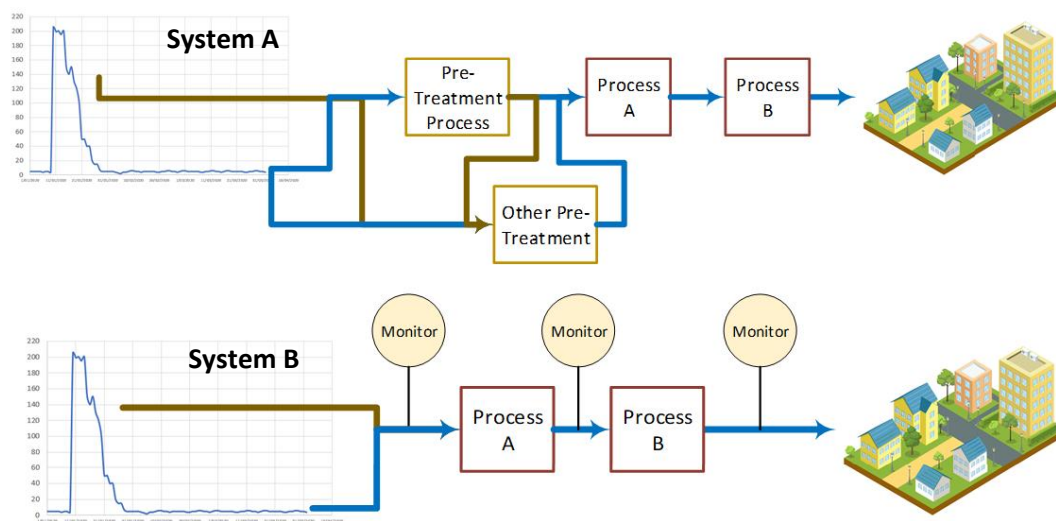 System A
220
200
180
160
140
120
100
80
60
40
20
0
Pre-
Treatment
Process
Process
A
Process
B
Other Pre-
Treatment
Monitor
Monitor
Monitor
System B
220
200
180
160
140
120
100
80
60
40
20
0
Process
A
Process
B